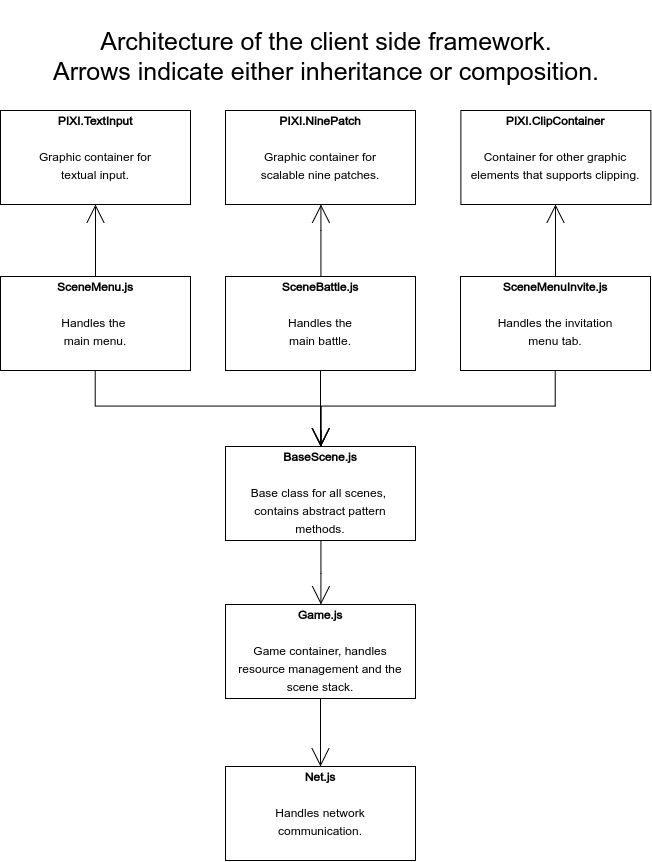 Architecture of the client side framework.
Arrows indicate either inheritance or composition.
PIXI.TextInput
Graphic container for
textual input.
PIXI.NinePatch
Graphic container for
scalable nine patches.
PIXI.ClipContainer
Container for other graphic
elements that supports clipping.
SceneMenu.js
Handles the
main menu.
SceneBattle.js
Handles the
main battle.
SceneMenuInvite.js
Handles the invitation
menu tab.
BaseScene.js
Base class for all scenes,
contains abstract pattern
methods.
Game.js
Game container, handles
resource management and the
scene stack.
Net.js
Handles network
communication.